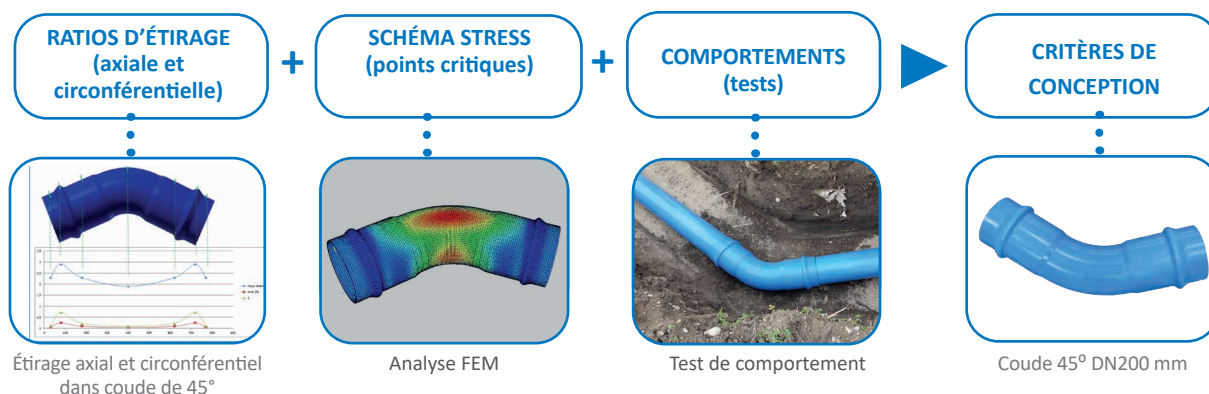 RATIOS D'ÉTIRAGE
(axiale et
circonférentielle)
+
SCHÉMA STRESS
(points critiques)
+
COMPORTEMENTS
(tests)
CRITÈRES DE
CONCEPTION
Étirage axial et circonférentiel
dans coude de 45°
Analyse FEM
Test de comportement
Coude 45º DN200 mm